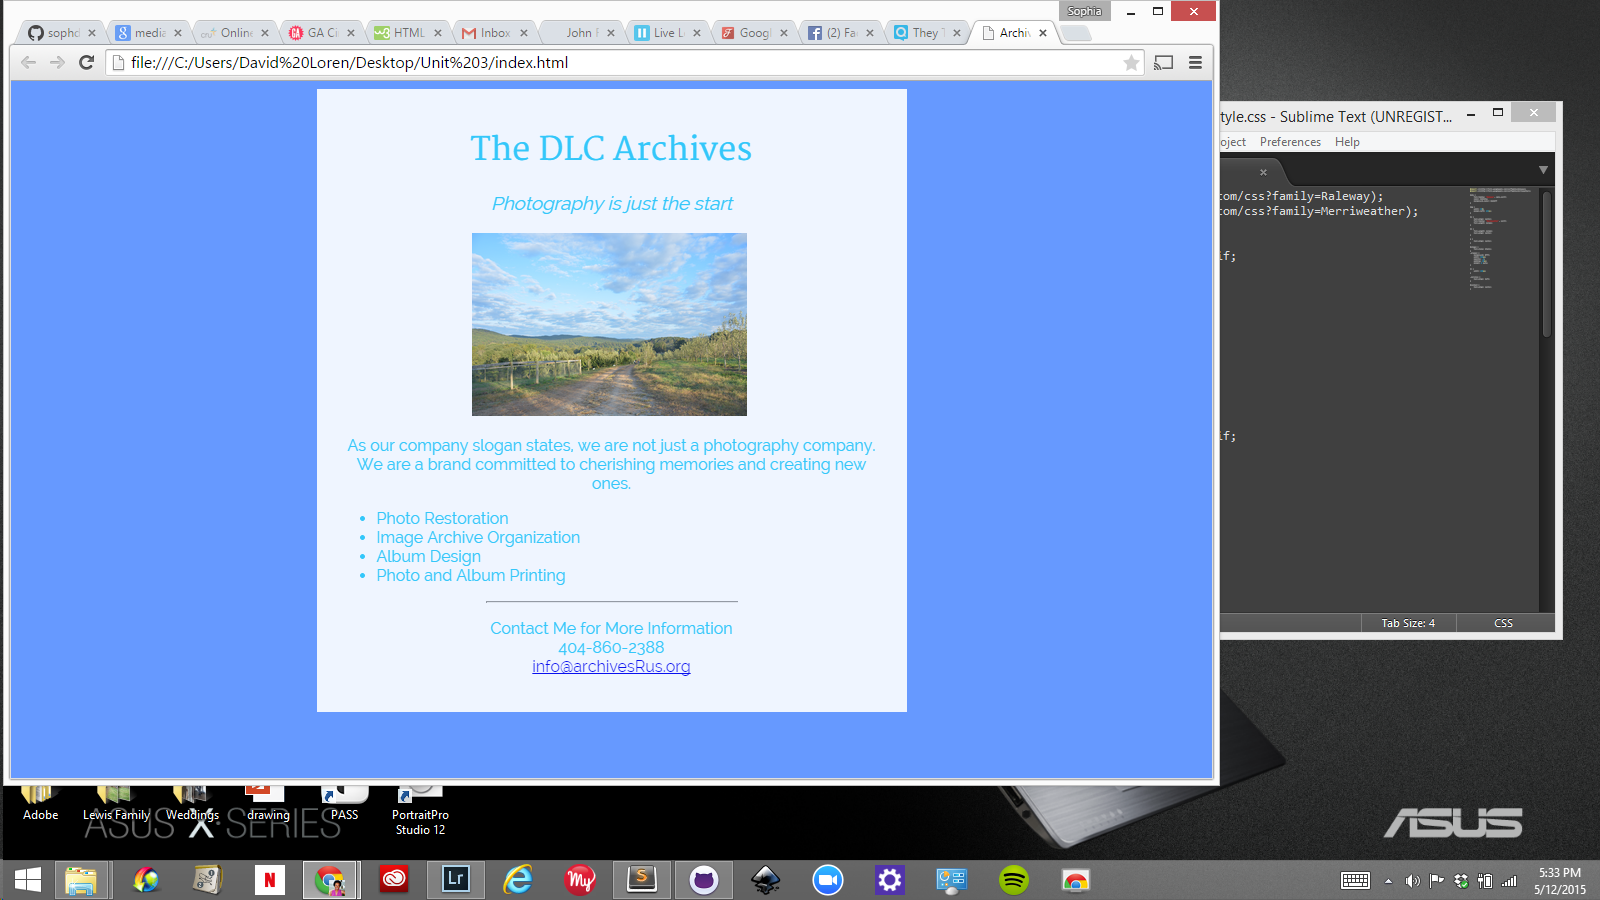 Sophia
sophd
media
Online
GA Ci
HTML
Inbox
John F
Live L
Googl
(2) Fa
They T
Archiv
file:///C:/Users/David%20Loren/Desktop/Unit%203/index.html
The DLC Archives
Photography is just the start
As our company slogan states, we are not just a photography company.
We are a brand committed to cherishing memories and creating new
ones.
• Photo Restoration
• Image Archive Organization
• Album Design
• Photo and Album Printing
Contact Me for More Information
404-860-2388
info@archivesRus.org
tyle.css - Sublime Text (UNREGIST...
oject Preferences Help
com/css?family=Raleway);
com/css?family=Merriweather);
if;
if;
Tab Size: 4 CSS
Adobe
Lewis Family
Weddings
drawing
PASS
PortraitPro
Studio 12
ASUS X SERIES
ASUS
N
Lr
My
S
5:33 PM
5/12/2015